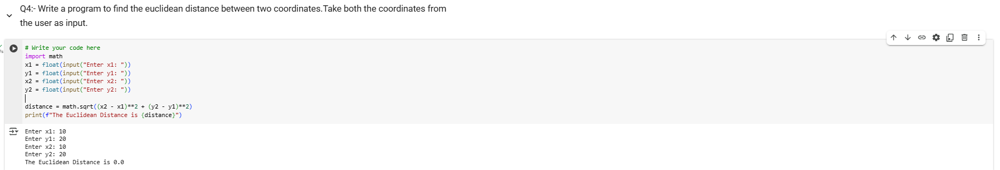 Q4:- Write a program to find the euclidean distance between two coordinates.Take both the coordinates from
the user as input.
# Write your code here
import math
x1 = float(input("Enter x1: "))
y1 = float(input("Enter y1: "))
x2 = float(input("Enter x2: "))
y2 = float(input("Enter y2: "))
distance = math.sqrt((x2 - x1)**2 + (y2 - y1)**2)
print(f"The Euclidean Distance is {distance}")
Enter x1: 10
Enter y1: 20
Enter x2: 10
Enter y2: 20
The Euclidean Distance is 0.0